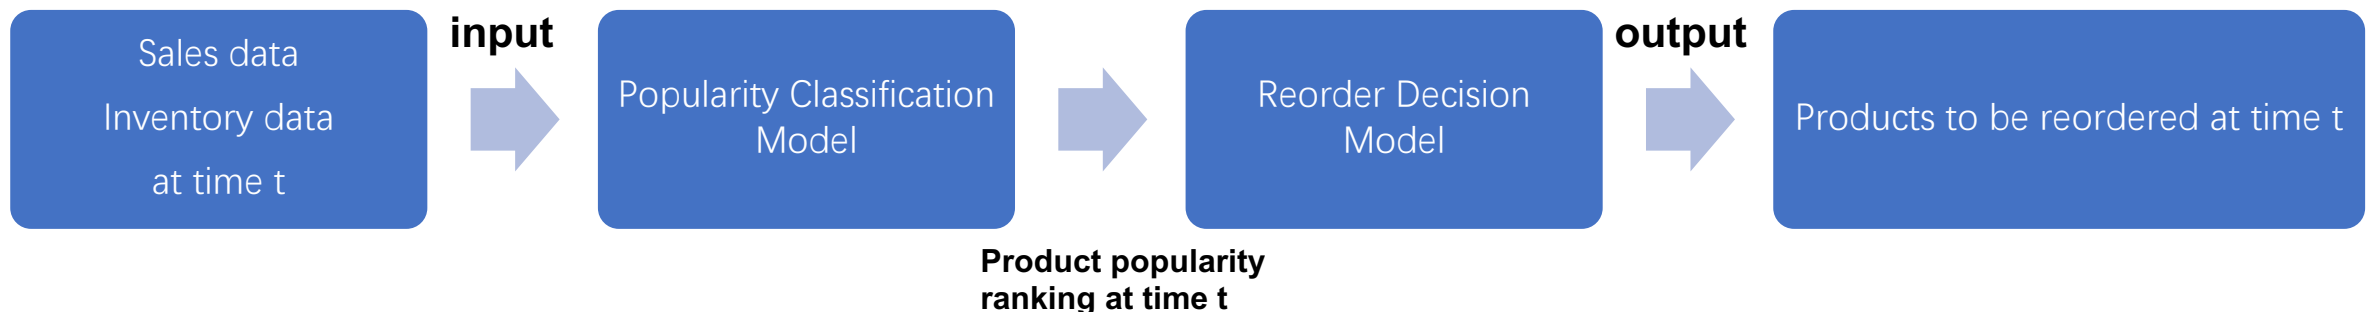 Sales data
Inventory data
at time t
input
Popularity Classification
Model
Product popularity
ranking at time t
Reorder Decision
Model
output
Products to be reordered at time t